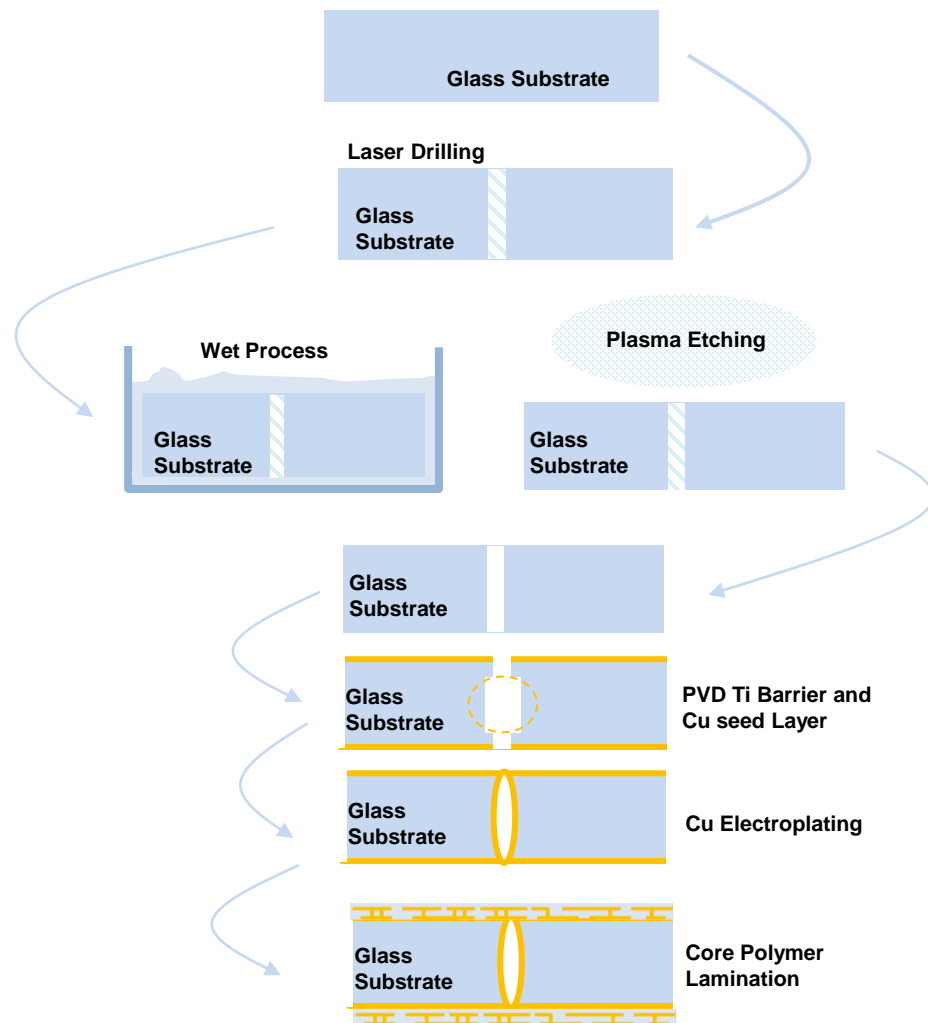 Glass Substrate
Laser Drilling
Glass
Substrate
Wet Process
Glass
Substrate
Plasma Etching
Glass
Substrate
Glass
Substrate
Glass
Substrate
PVD Ti Barrier and
Cu seed Layer
Glass
Substrate
Cu Electroplating
Glass
Substrate
Core Polymer
Lamination